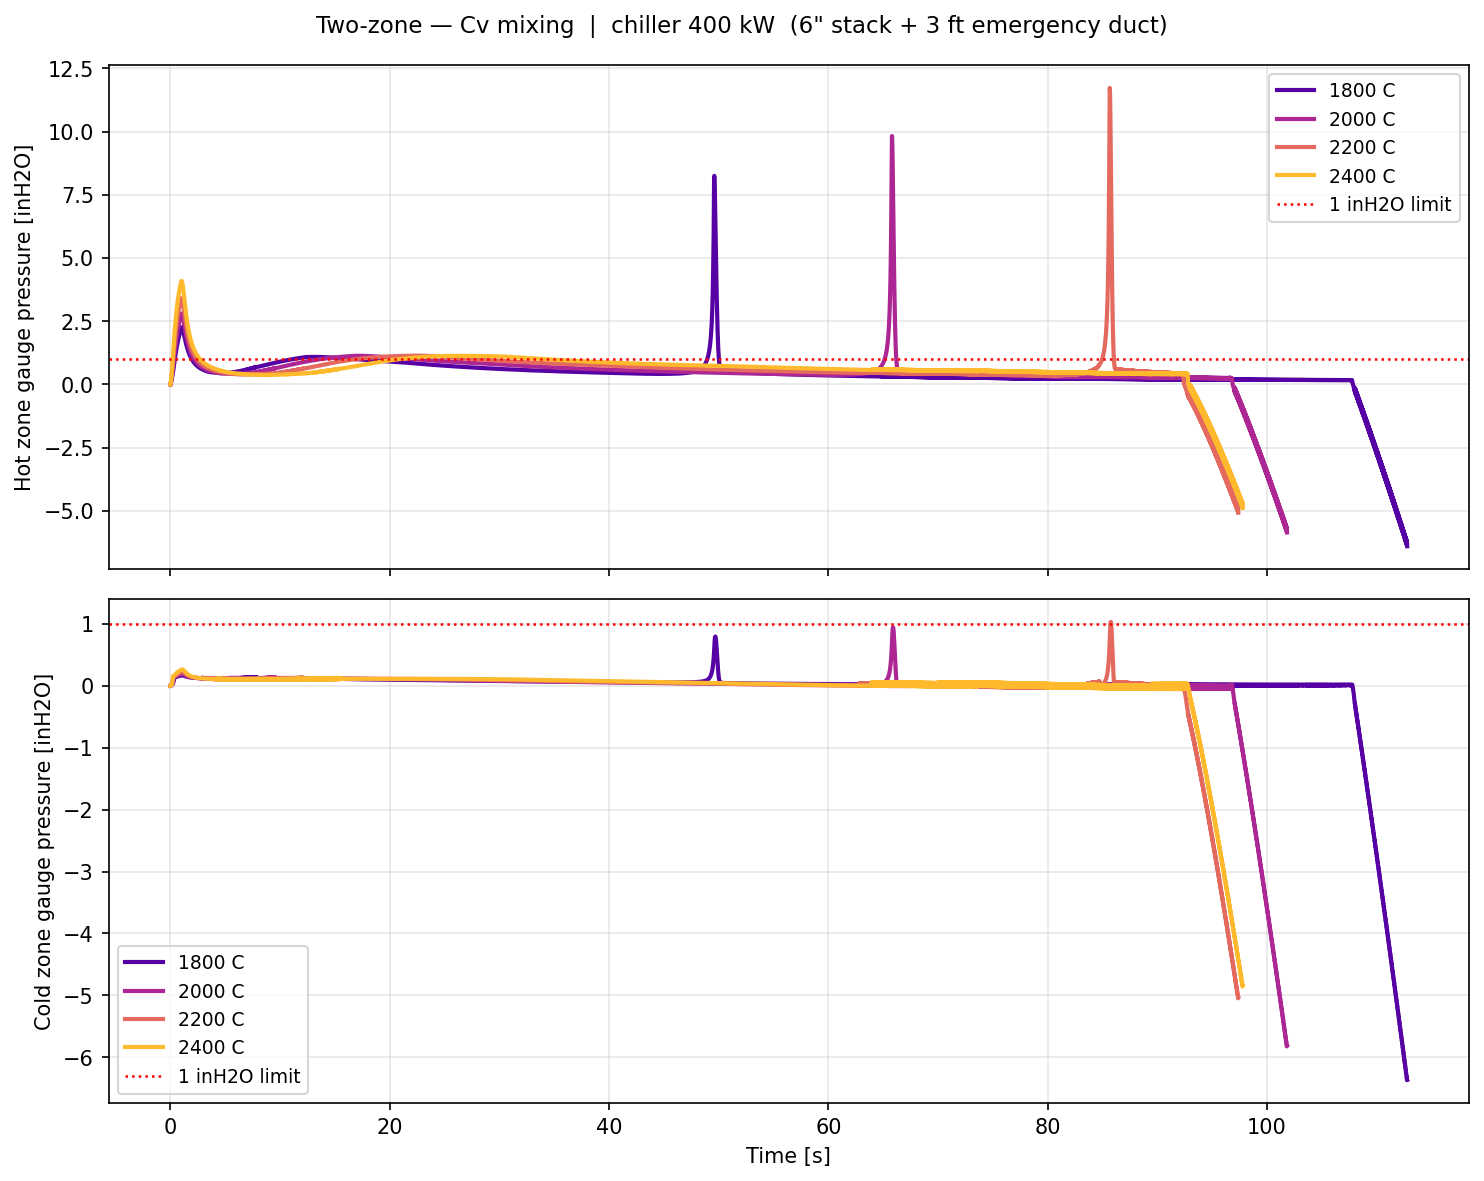 Two-zone — Cv mixing  |  chiller 400 kW  (6" stack + 3 ft emergency duct)
Hot zone gauge pressure [inH2O]
12.5
10.0
7.5
5.0
2.5
0.0
−2.5
−5.0
1800 C
2000 C
2200 C
2400 C
1 inH2O limit
Cold zone gauge pressure [inH2O]
1
0
−1
−2
−3
−4
−5
−6
1800 C
2000 C
2200 C
2400 C
1 inH2O limit
0 20 40 60 80 100
Time [s]